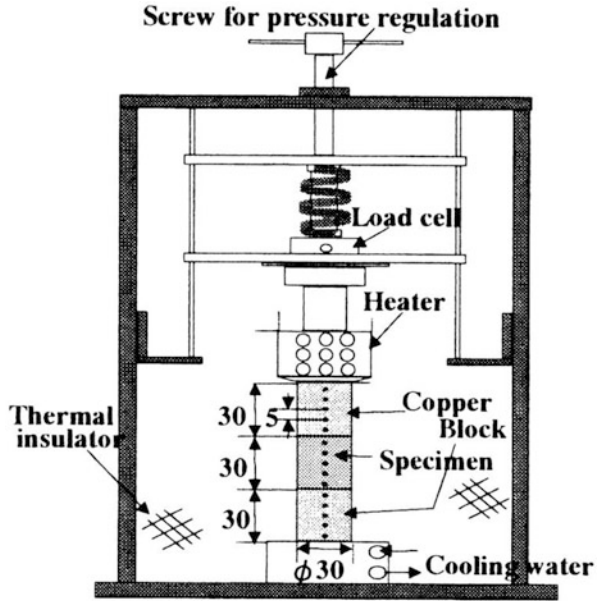 Screw for pressure regulation
Load cell
Heater
Copper
Block
30
5
Thermal
insulator
Specimen
30
30
ϕ30
Cooling water